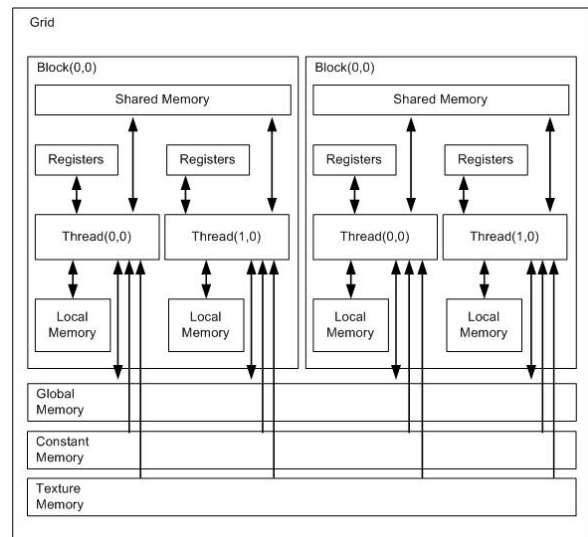 Grid
Block(0,0)
Block(0,0)
Shared Memory
Shared Memory
Registers
Registers
Registers
Registers
Thread(0,0)
Thread(1,0)
Thread(0,0)
Thread(1,0)
Local
Memory
Local
Memory
Local
Memory
Local
Memory
Global
Memory
Constant
Memory
Texture
Memory